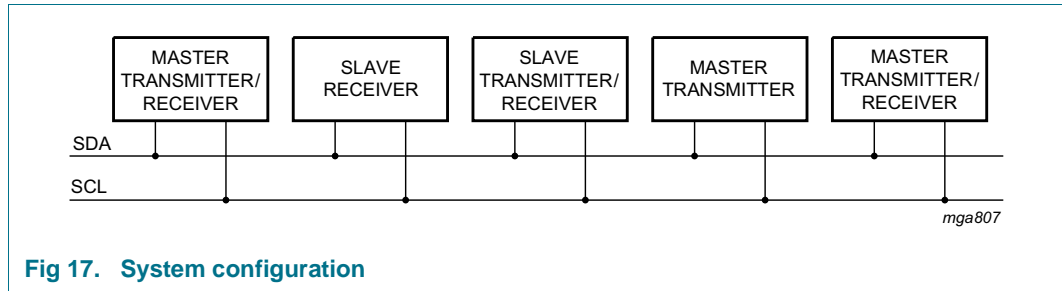 MASTER
TRANSMITTER/
RECEIVER
SLAVE
RECEIVER
SLAVE
TRANSMITTER/
RECEIVER
MASTER
TRANSMITTER
MASTER
TRANSMITTER/
RECEIVER
SDA
SCL
mga807
Fig 17. System configuration